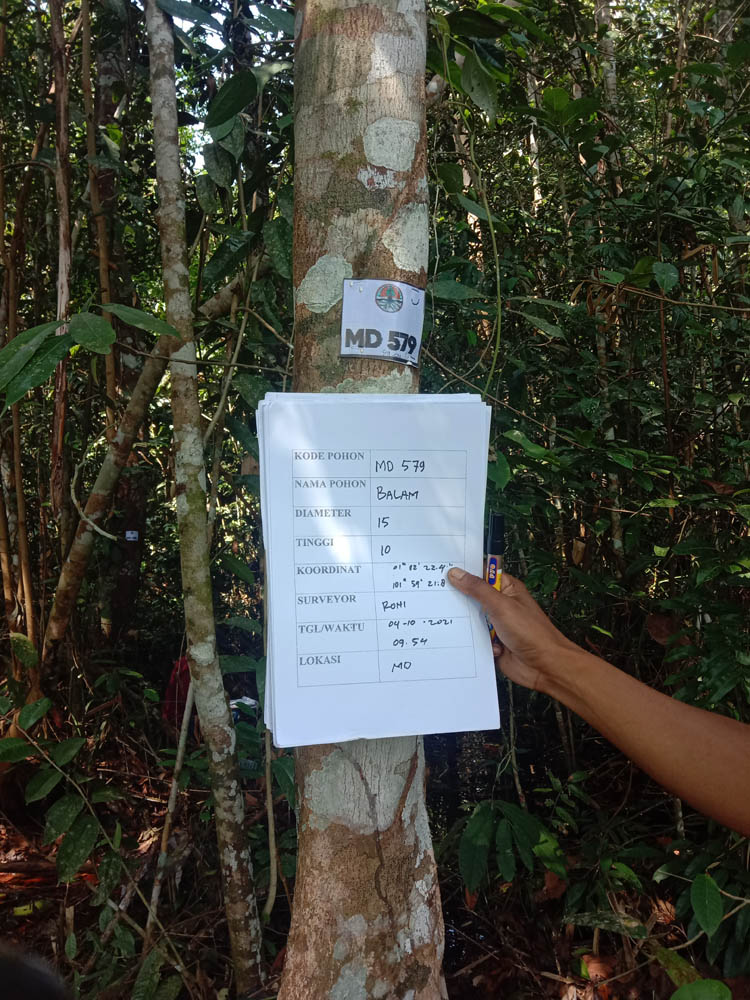 MD 579
KODE POHON MD 579
NAMA POHON BALAM
DIAMETER 15
TINGGI 10
KOORDINAT 01° 02' 22.4"
101° 59' 21.8
SURVEYOR RONI
TGL/WAKTU 04-10-2021
09.54
LOKASI MD